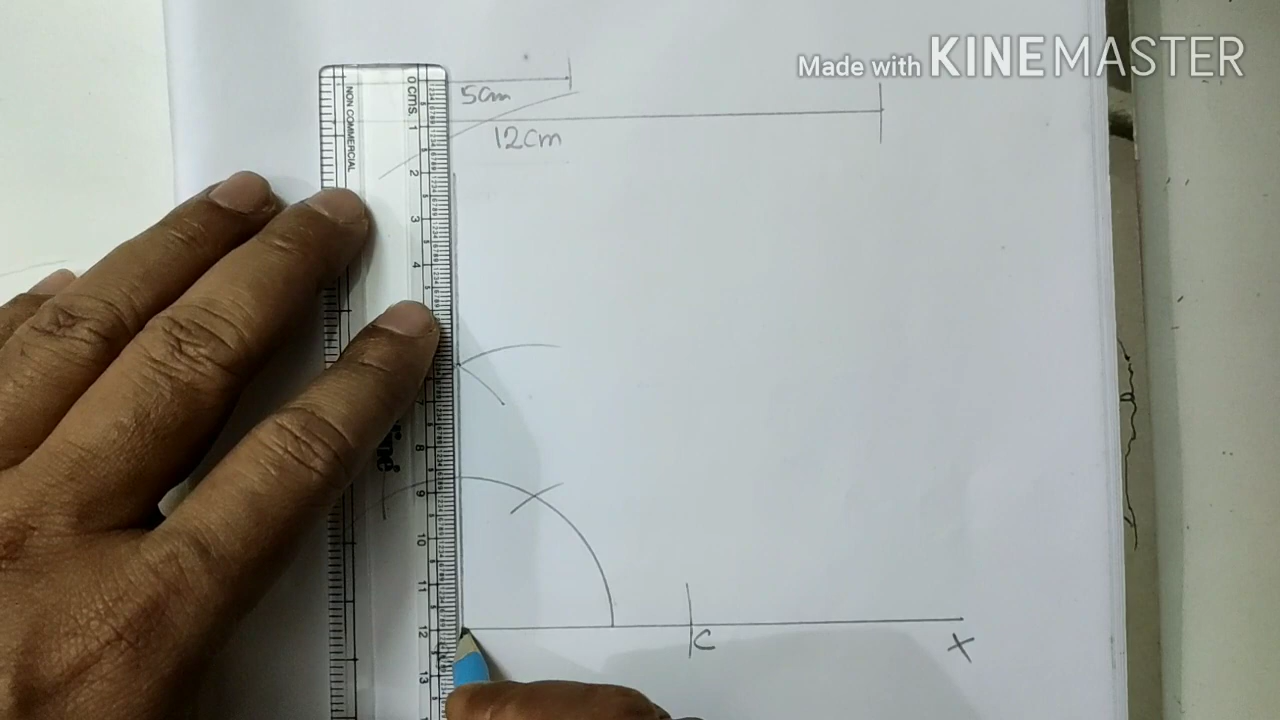 Made with KINEMASTER
5cm
12cm
NON COMMERCIAL
0 cms. 1 2 3 4 7 8 9 10 11 12 13
C
X